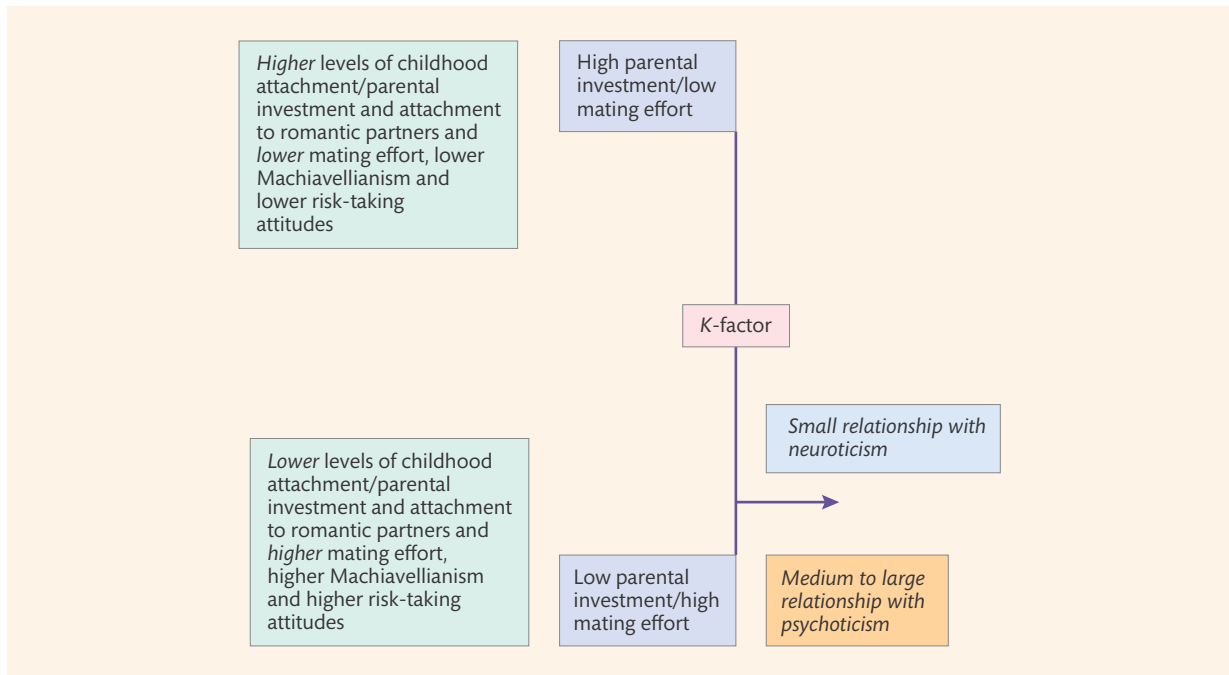 Higher levels of childhood
attachment/parental
investment and attachment
to romantic partners and
lower mating effort, lower
Machiavellianism and
lower risk-taking
attitudes
High parental
investment/low
mating effort
K-factor
Small relationship with
neuroticism
Lower levels of childhood
attachment/parental
investment and attachment
to romantic partners and
higher mating effort,
higher Machiavellianism
and higher risk-taking
attitudes
Low parental
investment/high
mating effort
Medium to large
relationship with
psychoticism